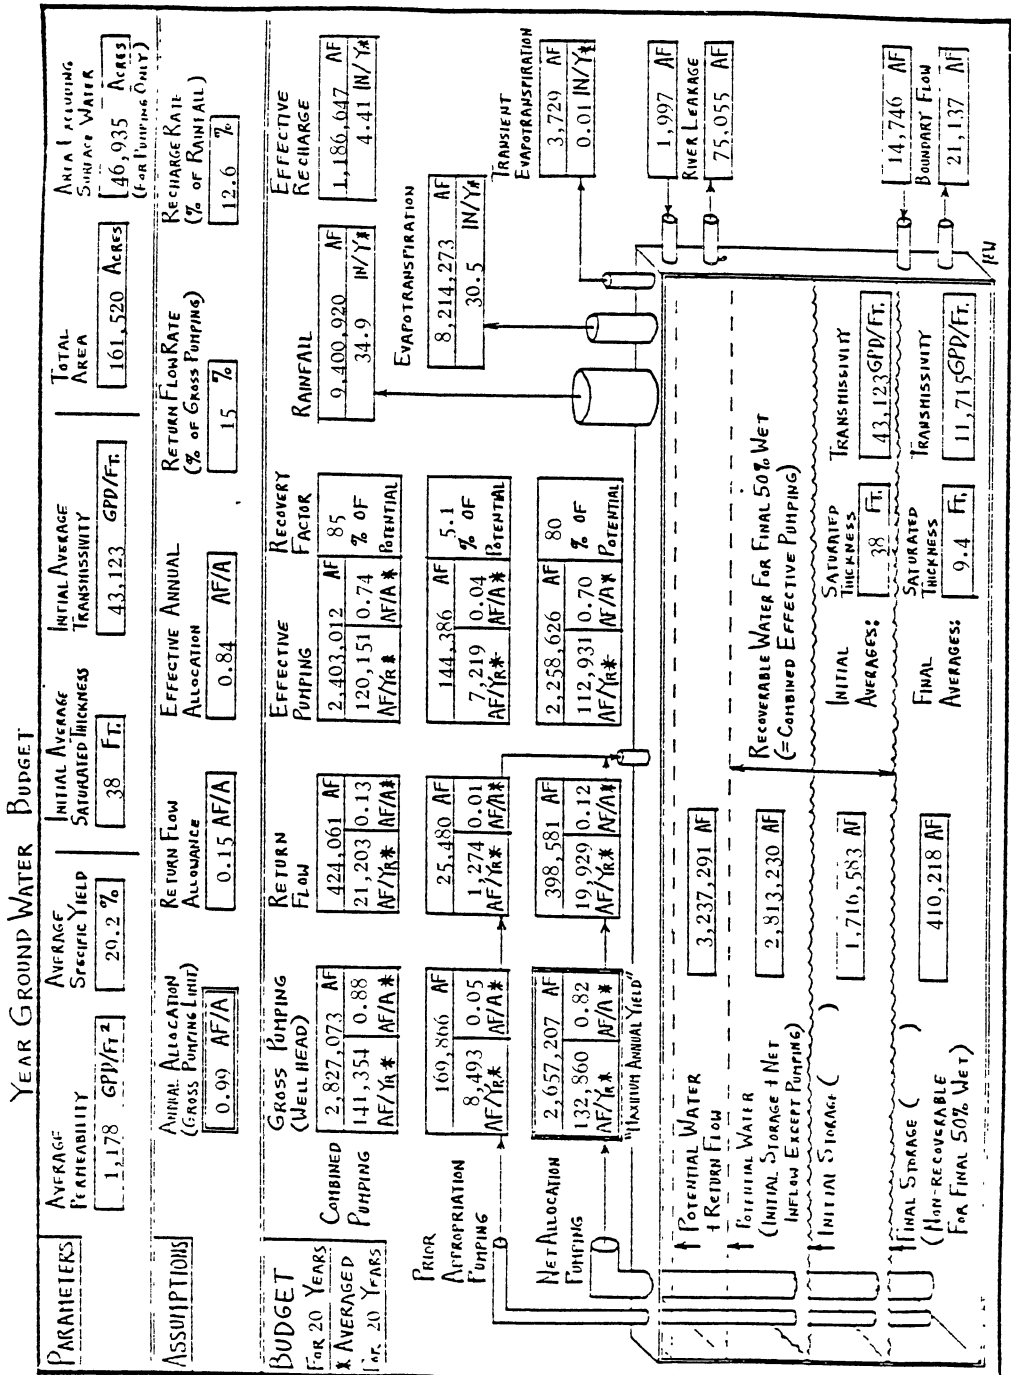 YEAR GROUND WATER BUDGET
PARAMETERS
AVERAGE PERMEABILITY
1,178 GPD/FT²
AVERAGE SPECIFIC YIELD
29.2 %
INITIAL AVERAGE SATURATED THICKNESS
38 FT.
INITIAL AVERAGE TRANSMISSIVITY
43,123 GPD/FT.
TOTAL AREA
161,520 ACRES
SURFACE WATER
46,935 ACRES
(FOR PUMPING ONLY)
ASSUMPTIONS
ANNUAL ALLOCATION
(GROSS PUMPING LIMIT)
0.99 AF/A
RETURN FLOW ALLOWANCE
0.15 AF/A
EFFECTIVE ANNUAL ALLOCATION
0.84 AF/A
RETURN FLOW RATE
(% OF GROSS PUMPING)
15 %
RECHARGE RATE
(% OF RAINFALL)
12.6 %
BUDGET
FOR 20 YEARS
* AVERAGED
FOR 20 YEARS
COMBINED PUMPING
GROSS PUMPING
(WELL HEAD)
2,827,073 AF
141,354 0.88
AF/YR* AF/A*
RETURN FLOW
424,061 AF
21,203 0.13
AF/YR* AF/A*
EFFECTIVE PUMPING
2,403,012 AF
120,151 0.74
AF/YR* AF/A*
RECOVERY FACTOR
85
% OF
POTENTIAL
RAINFALL
9,400,920 AF
34.9 IN/Y*
EFFECTIVE RECHARGE
1,186,647 AF
4.41 IN/Y*
PRIOR
APPROPRIATION
PUMPING
169,866 AF
8,493 0.05
AF/YR* AF/A*
25,480 AF
1,274 0.01
AF/YR* AF/A*
144,386 AF
7,219 0.04
AF/YR* AF/A*
5.1
% OF
POTENTIAL
EVAPOTRANSPIRATION
8,214,273 AF
30.5 IN/Y*
TRANSIENT
EVAPOTRANSPIRATION
3,729 AF
0.01 IN/Y*
NET ALLOCATION
PUMPING
2,657,207 AF
132,860 0.82
AF/YR* AF/A*
"MAXIMUM ANNUAL YIELD"
398,581 AF
19,929 0.12
AF/YR* AF/A*
2,258,626 AF
112,931 0.70
AF/YR* AF/A*
80
% OF
POTENTIAL
1,997 AF
RIVER LEAKAGE
75,055 AF
14,746 AF
BOUNDARY FLOW
21,137 AF
POTENTIAL WATER
+ RETURN FLOW
3,237,291 AF
POTENTIAL WATER
(INITIAL STORAGE + NET
INFLOW EXCEPT PUMPING)
2,813,230 AF
RECOVERABLE WATER FOR FINAL 50% WET
(=COMBINED EFFECTIVE PUMPING)
INITIAL STORAGE ( )
1,716,583 AF
INITIAL
AVERAGES:
SATURATED
THICKNESS
38 FT.
TRANSMISSIVITY
43,123 GPD/FT.
FINAL STORAGE ( )
(NON-RECOVERABLE
FOR FINAL 50% WET)
410,218 AF
FINAL
AVERAGES:
SATURATED
THICKNESS
9.4 FT.
TRANSMISSIVITY
11,715 GPD/FT.